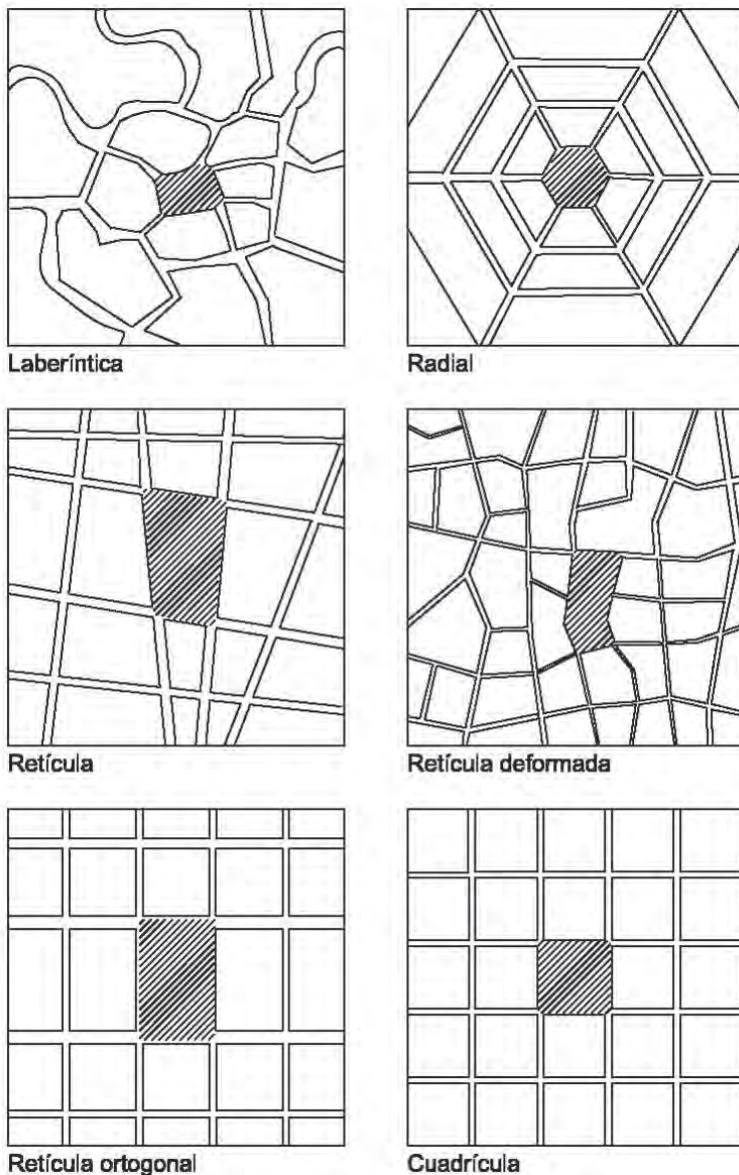 Laberíntica
Radial
Retícula
Retícula deformada
Retícula ortogonal
Cuadrícula